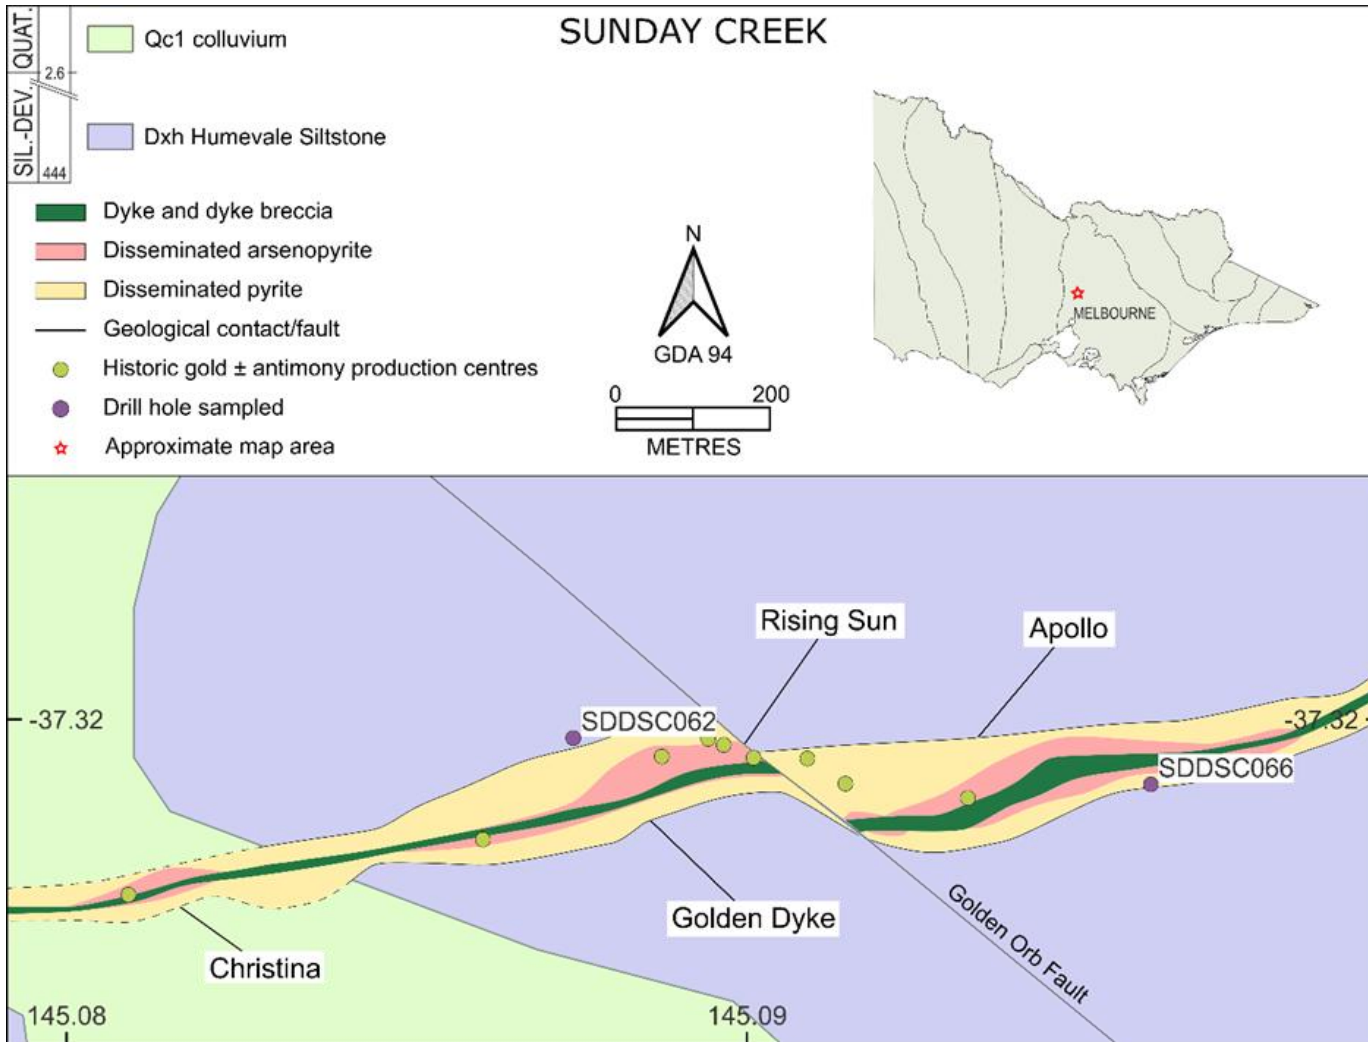 SUNDAY CREEK
QUAT.
SIL.-DEV.
2.6
444
Qc1 colluvium
Dxh Humevale Siltstone
Dyke and dyke breccia
Disseminated arsenopyrite
Disseminated pyrite
Geological contact/fault
Historic gold ± antimony production centres
Drill hole sampled
Approximate map area
N
GDA 94
0 200
METRES
MELBOURNE
Rising Sun
Apollo
SDDSC062
-37.32
-37.32
SDDSC066
Golden Dyke
Golden Orb Fault
Christina
145.08
145.09